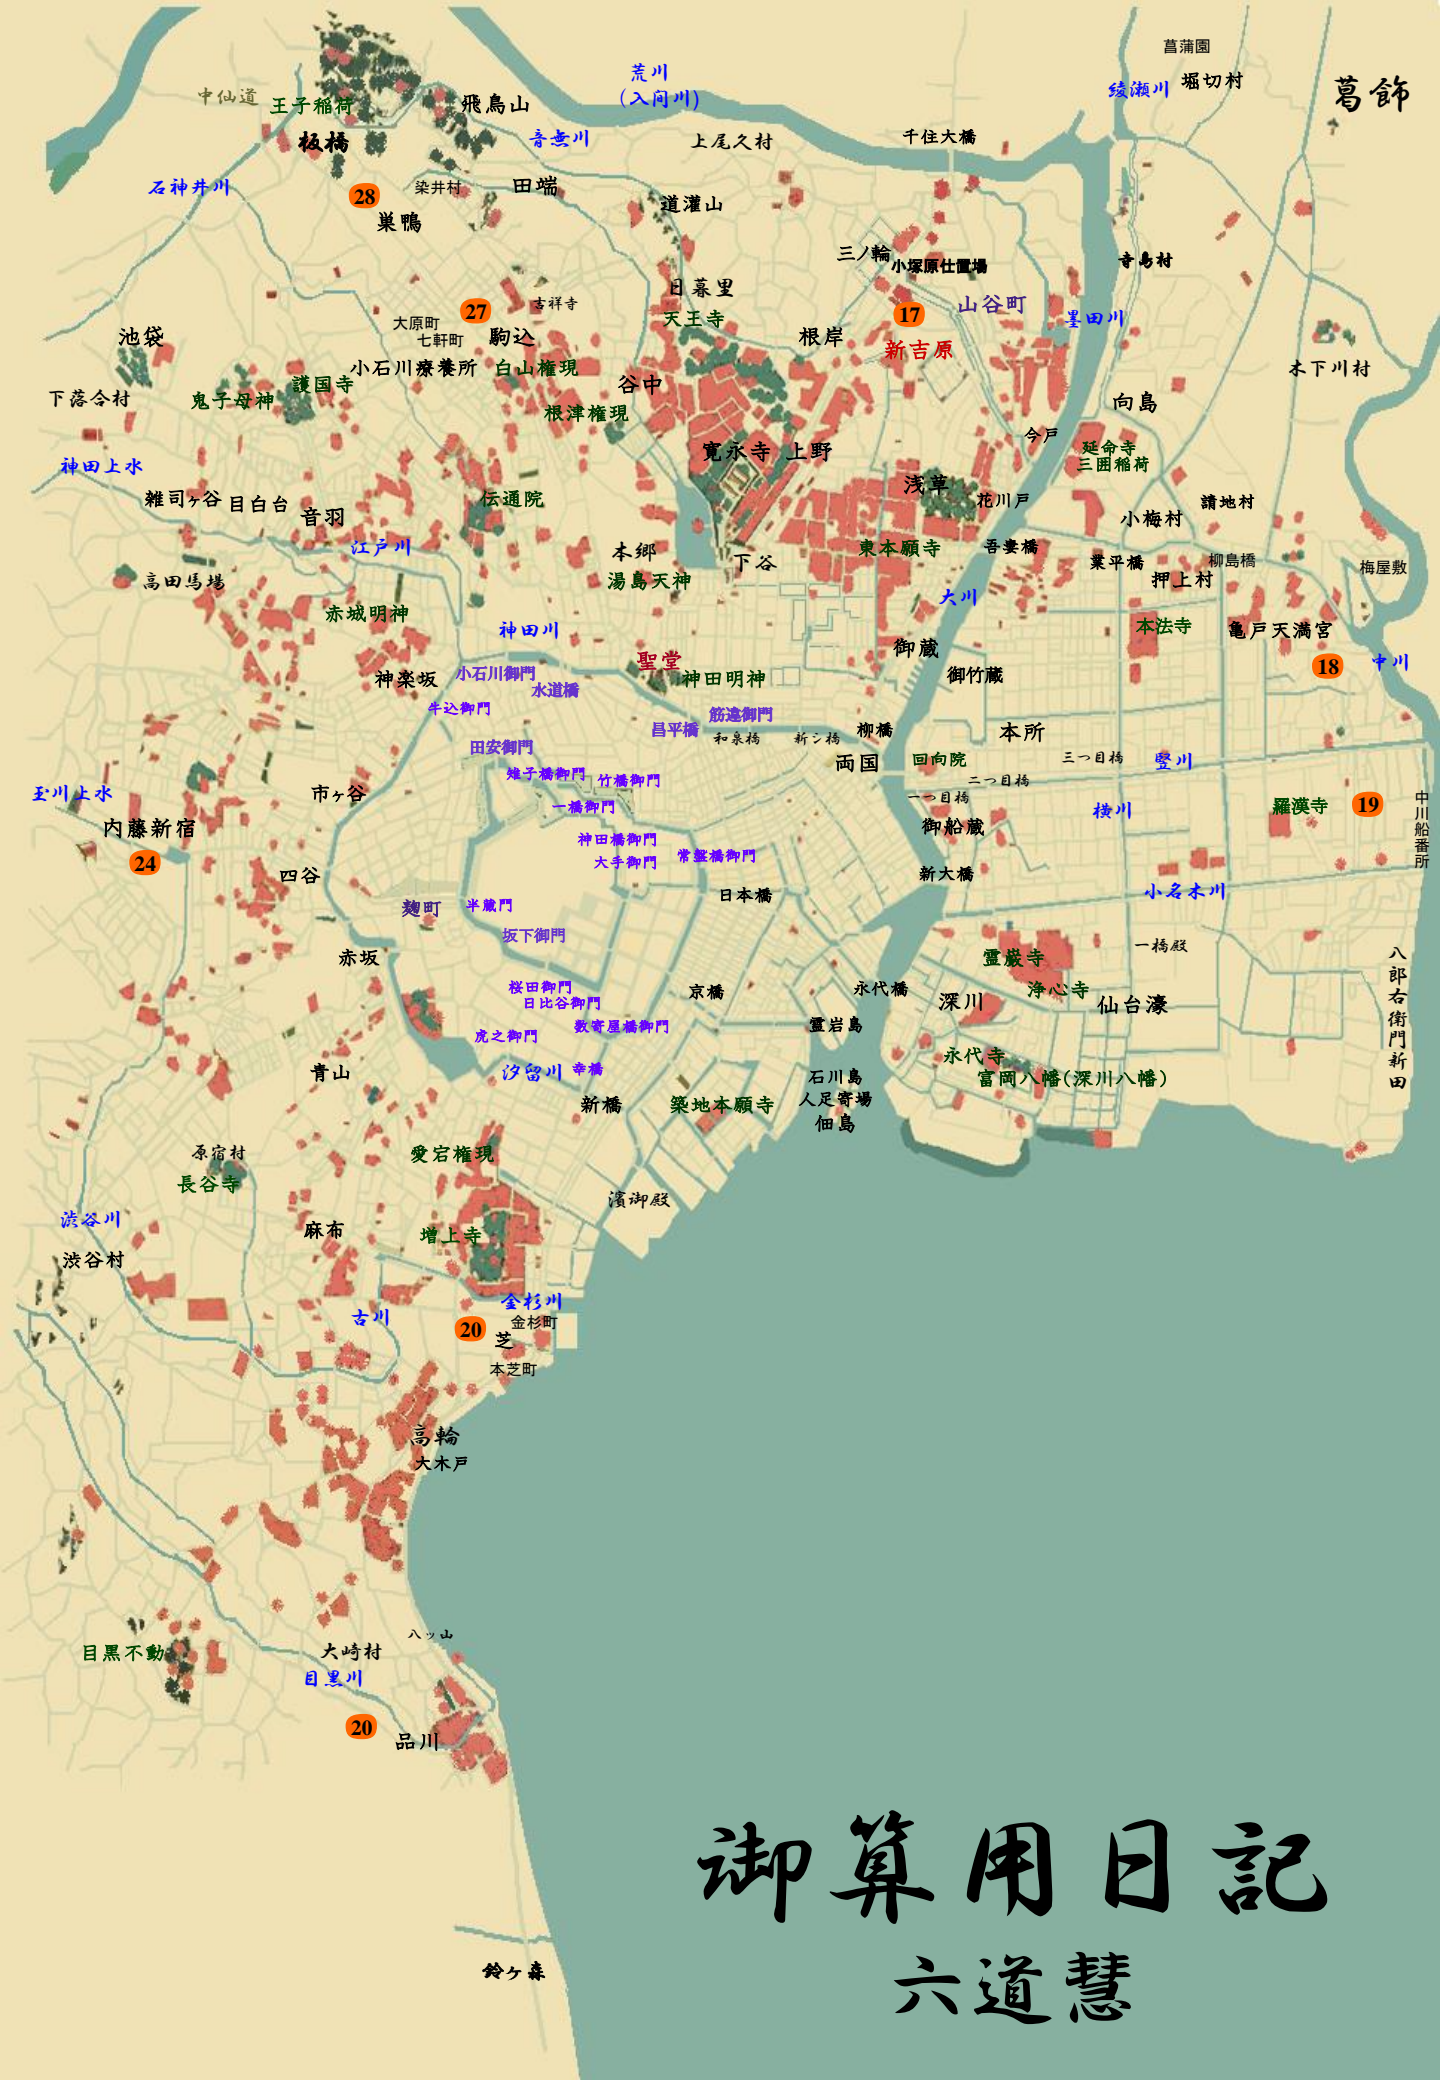 菖蒲園
堀切村
綾瀬川
葛飾
荒川
(入间川)
中仙道
王子稲荷
飛鳥山
板橋
音無川
上尾久村
千住大橋
石神井川
28
染井村
田端
道灌山
巣鴨
三ノ輪
小塚原仕置場
寺島村
日暮里
天王寺
27
吉祥寺
大原町
七軒町
駒込
17
山谷町
墨田川
新吉原
根岸
池袋
小石川療養所
白山権現
谷中
木下川村
下落合村
鬼子母神
護国寺
根津権現
向島
今戸
延命寺
三囲稲荷
寛永寺
上野
神田上水
雑司ヶ谷
目白台
音羽
伝通院
浅草
花川戸
小梅村
請地村
江戸川
本郷
下谷
東本願寺
吾妻橋
業平橋
柳島橋
梅屋敷
高田馬場
湯島天神
押上村
大川
赤城明神
神田川
本法寺
亀戸天満宮
18
中川
聖堂
神田明神
御蔵
御竹蔵
神楽坂
小石川御門
水道橋
牛込御門
昌平橋
筋違御門
和泉橋
新シ橋
柳橋
本所
田安御門
両国
回向院
三つ目橋
竪川
雉子橋御門
竹橋御門
二つ目橋
玉川上水
市ヶ谷
一橋御門
一つ目橋
横川
羅漢寺
19
中川船番所
内藤新宿
24
神田橋御門
大手御門
常盤橋御門
御船蔵
四谷
日本橋
新大橋
小名木川
麹町
半蔵門
坂下御門
赤坂
霊巌寺
一橋殿
桜田御門
日比谷御門
京橋
永代橋
深川
浄心寺
仙台濠
八郎右衛門新田
虎之御門
数寄屋橋御門
霊岩島
永代寺
青山
汐留川
幸橋
石川島
人足寄場
佃島
富岡八幡(深川八幡)
新橋
築地本願寺
原宿村
長谷寺
愛宕権現
濱御殿
渋谷川
渋谷村
麻布
増上寺
古川
金杉川
金杉町
20
芝
本芝町
高輪
大木戸
八ッ山
目黒不動
大崎村
目黒川
20
品川
御算用日記
六道慧
鈴ヶ森